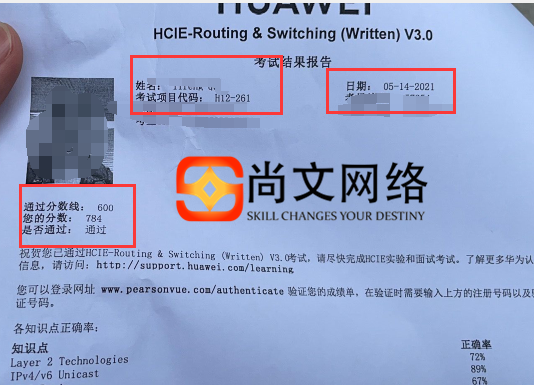 HUAWEI
HCIE-Routing & Switching (Written) V3.0
考试结果报告
姓名:
日期: 05-14-2021
考试项目代码: H12-261
尚文网络
SKILL CHANGES YOUR DESTINY
通过分数线: 600
您的分数: 784
是否通过: 通过
祝贺您已通过HCIE-Routing & Switching (Written) V3.0考试, 请尽快完成HCIE实验和面试考试。了解更多华为认
信息, 请访问: http://support.huawei.com/learning
您可以登录网址 www.pearsonvue.com/authenticate 验证您的成绩单, 在验证时需要输入上方的注册号码以及验
证号码。
各知识点正确率:
知识点 正确率
Layer 2 Technologies 72%
IPv4/v6 Unicast 89%
67%